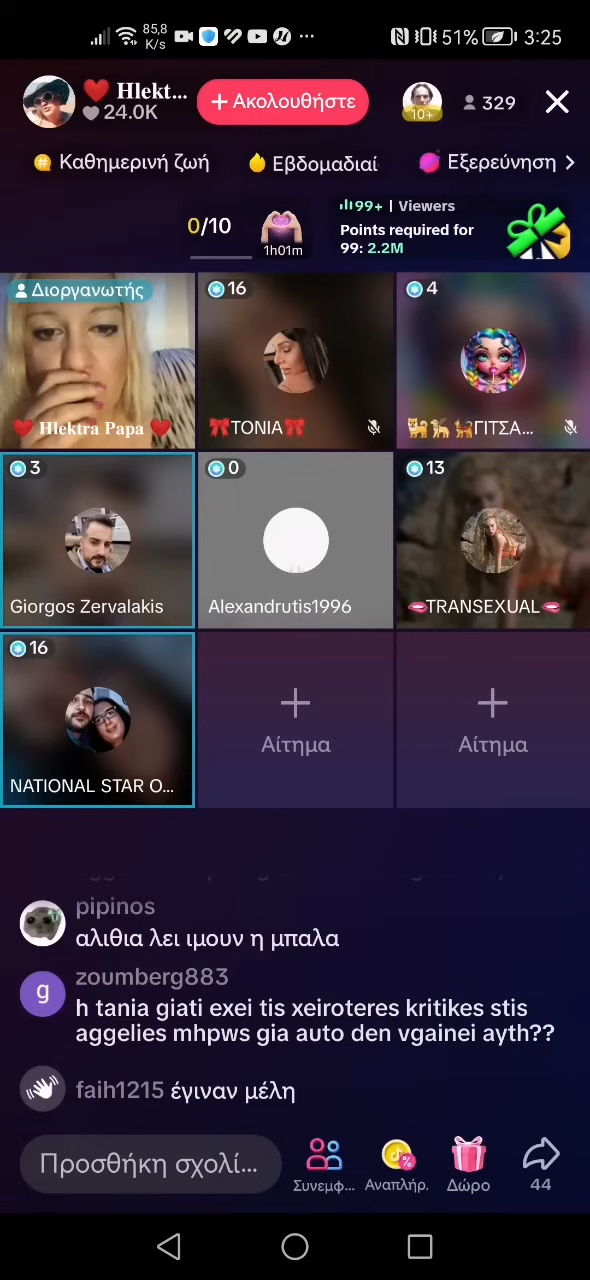 85,8
K/s
51%
3:25
❤️ Hlekt...
24.0K
+ Ακολουθήστε
10+
329
Καθημερινή ζωή
Εβδομαδιαί
Εξερεύνηση
0/10
1h01m
99+ | Viewers
Points required for
99: 2.2M
Διοργανωτής
❤️ Hlektra Papa ❤️
16
🎀TONIA🎀
4
ΓΙΤΣΑ...
3
Giorgos Zervalakis
0
Alexandrutis1996
13
🫦TRANSEXUAL🫦
16
NATIONAL STAR O...
Αίτημα
Αίτημα
pipinos
αλιθια λει ιμουν η μπαλα
g
zoumberg883
h tania giati exei tis xeiroteres kritikes stis
aggelies mhpws gia auto den vgainei ayth??
faih1215 έγιναν μέλη
Προσθήκη σχολί...
Συνεμφ...
Αναπλήρ.
Δώρο
44